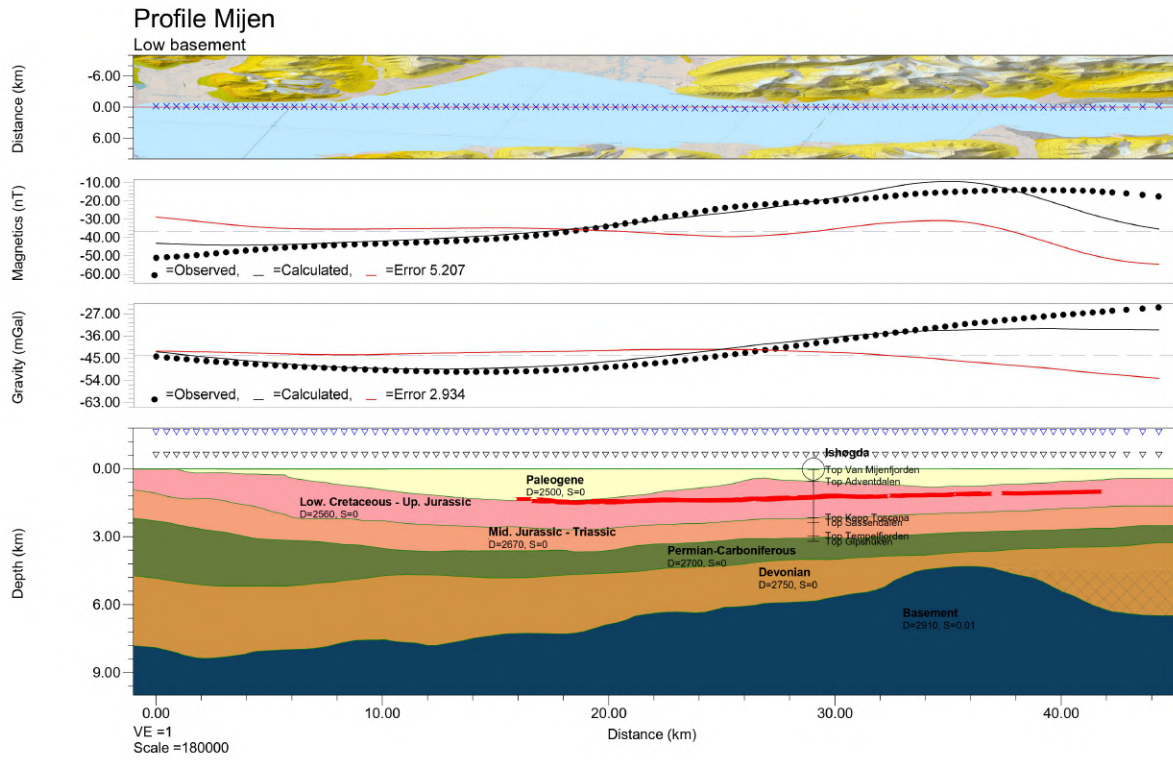 Profile Mijen
Low basement
Distance (km)
-6.00
0.00
6.00
Magnetics (nT)
-10.00
-20.00
-30.00
-40.00
-50.00
-60.00
=Observed, =Calculated, =Error 5.207
Gravity (mGal)
-27.00
-36.00
-45.00
-54.00
-63.00
=Observed, =Calculated, =Error 2.934
Depth (km)
0.00
3.00
6.00
9.00
Ishøgda
Top Van Mijenfjorden
Top Adventdalen
Paleogene
D=2500, S=0
Low. Cretaceous - Up. Jurassic
D=2560, S=0
Top Kapp Toscana
Top Sassendalen
Mid. Jurassic - Triassic
D=2670, S=0
Top Tempelfjorden
Top Gipshuken
Permian-Carboniferous
D=2700, S=0
Devonian
D=2750, S=0
Basement
D=2910, S=0.01
0.00 10.00 20.00 30.00 40.00
Distance (km)
VE =1
Scale =180000